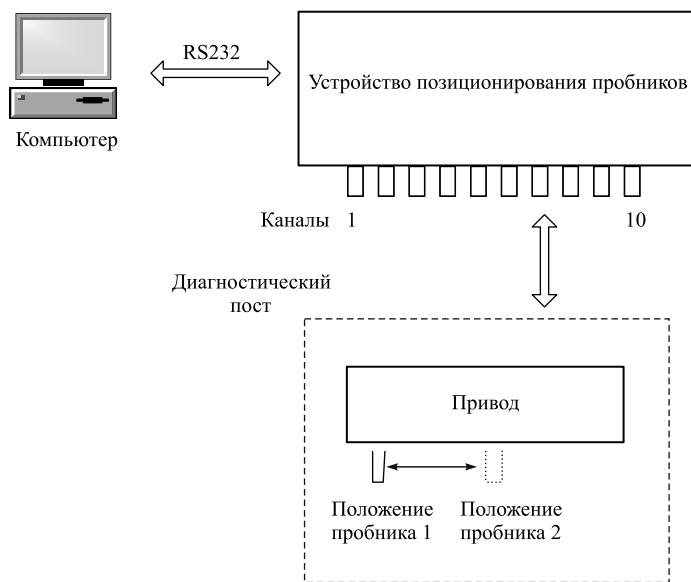 RS232
Устройство позиционирования пробников
Компьютер
Каналы 1 10
Диагностический
пост
Привод
Положение
пробника 1
Положение
пробника 2